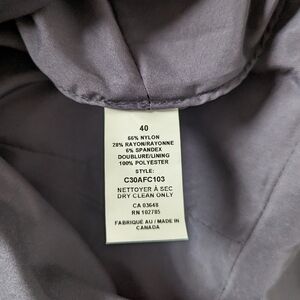 40
66% NYLON
28% RAYON/RAYONNE
6% SPANDEX
DOUBLURE/LINING
100% POLYESTER
STYLE:
C30AFC103
NETTOYER À SEC
DRY CLEAN ONLY
CA 03648
RN 102785
FABRIQUÉ AU / MADE IN
CANADA